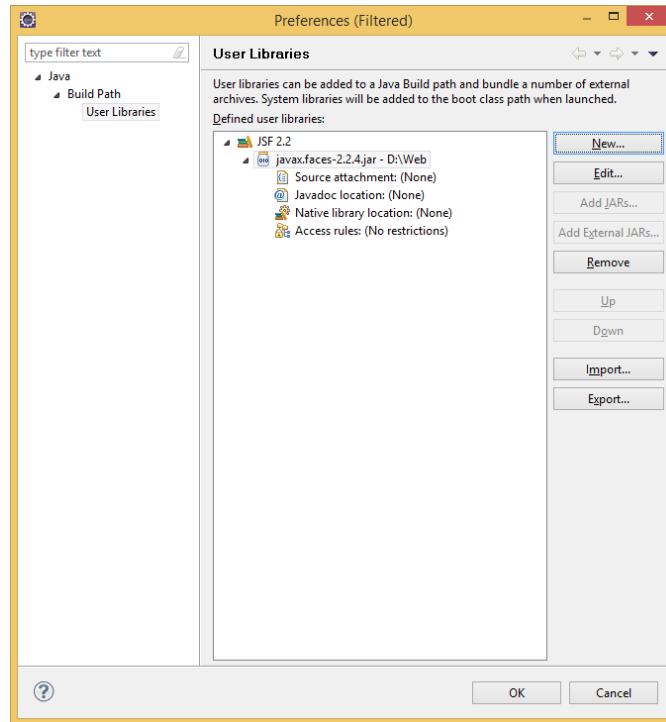 Preferences (Filtered)
type filter text
Java
Build Path
User Libraries
User Libraries
User libraries can be added to a Java Build path and bundle a number of external
archives. System libraries will be added to the boot class path when launched.
Defined user libraries:
JSF 2.2
javax.faces-2.2.4.jar - D:\Web
Source attachment: (None)
Javadoc location: (None)
Native library location: (None)
Access rules: (No restrictions)
New...
Edit...
Add JARs...
Add External JARs...
Remove
Up
Down
Import...
Export...
OK
Cancel